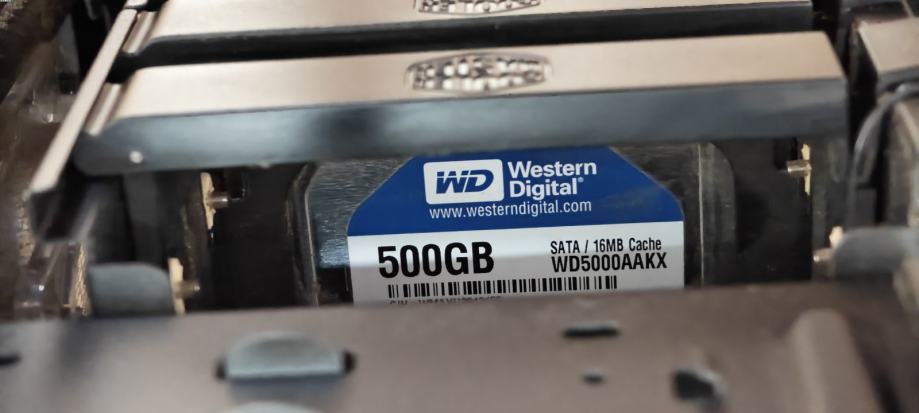 WD Western
Digital®
www.westerndigital.com
500GB
SATA / 16MB Cache
WD5000AAKX